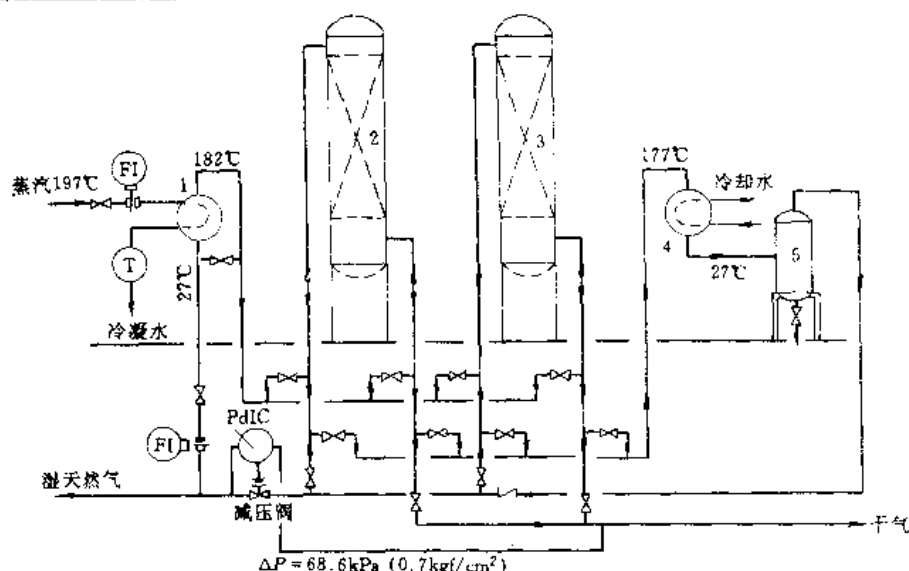 182℃
2
3
177℃
蒸汽197℃
FI
1
冷却水
T
27℃
4
27℃
5
冷凝水
PdIC
FI
湿天然气
减压阀
干气
ΔP=68.6kPa(0.7kgf/cm²)